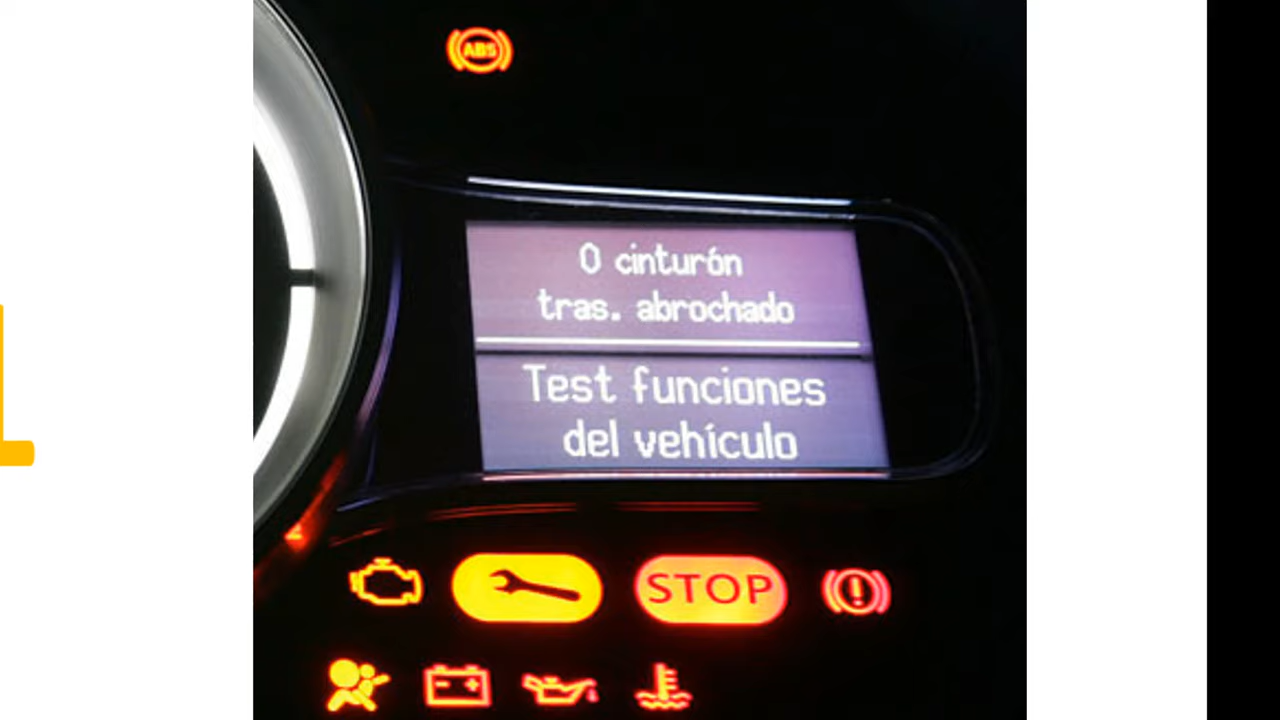 ABS
0 cinturón
tras. abrochado
Test funciones
del vehículo
STOP